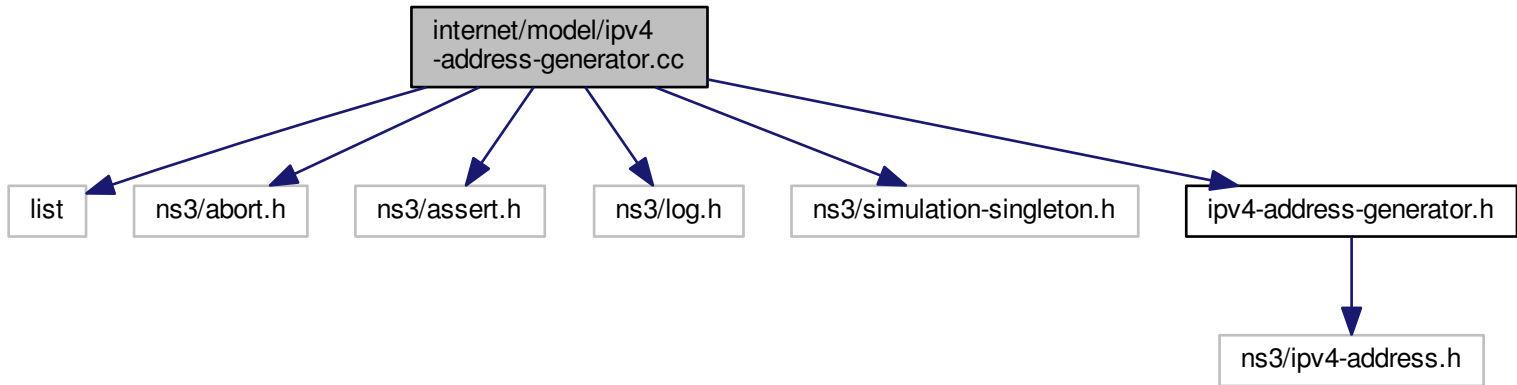 internet/model/ipv4
-address-generator.cc
list
ns3/abort.h
ns3/assert.h
ns3/log.h
ns3/simulation-singleton.h
ipv4-address-generator.h
ns3/ipv4-address.h